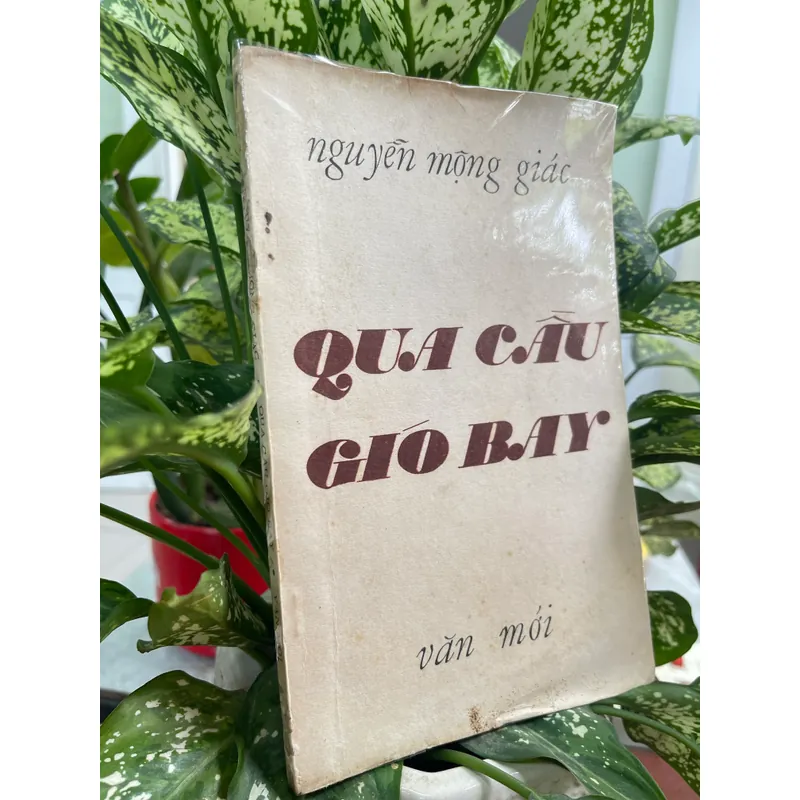 nguyễn mộng giác
QUA CẦU
GIÓ BAY
văn mới